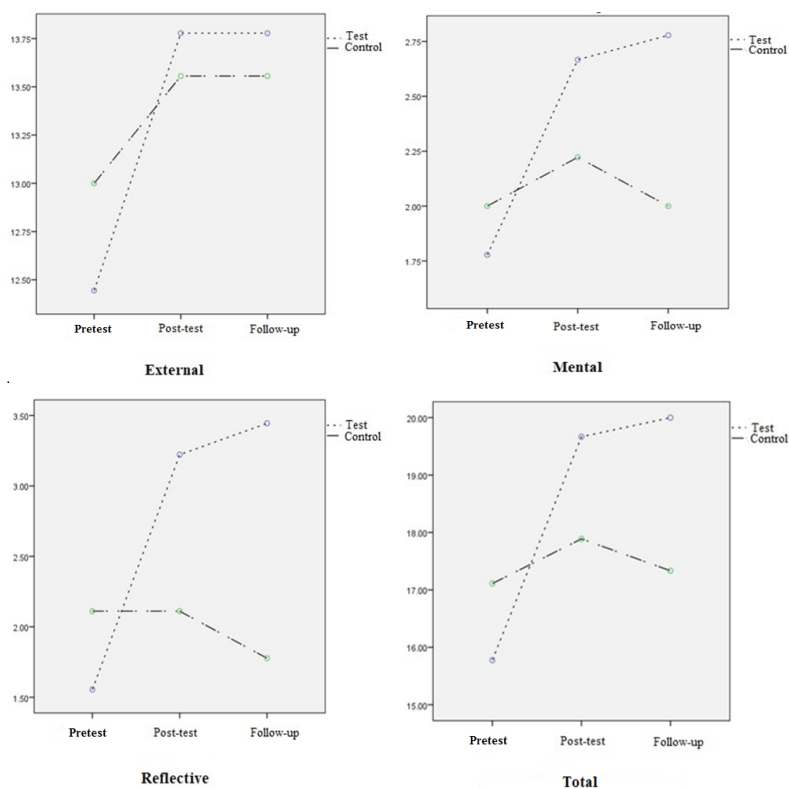 13.75
13.50
13.25
13.00
12.75
12.50
Test
Control
Pretest Post-test Follow-up
External
2.75
2.50
2.25
2.00
1.75
Test
Control
Pretest Post-test Follow-up
Mental
3.50
3.00
2.50
2.00
1.50
Test
Control
Pretest Post-test Follow-up
Reflective
20.00
19.00
18.00
17.00
16.00
15.00
Test
Control
Pretest Post-test Follow-up
Total